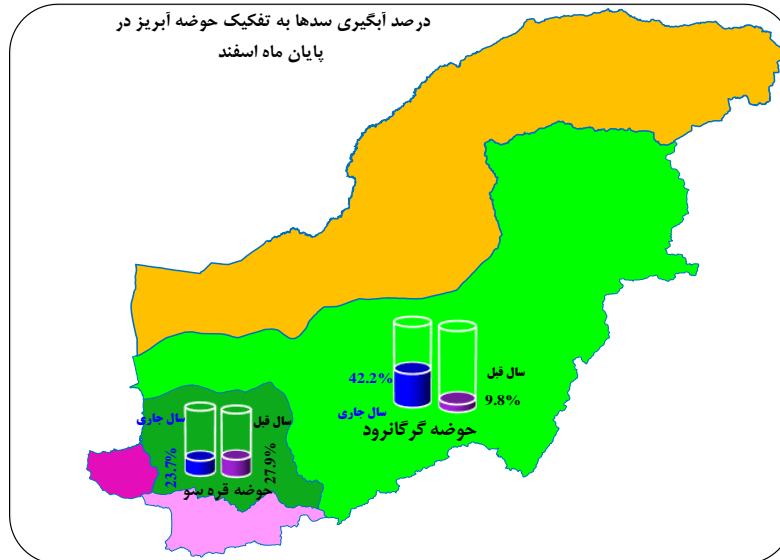 درصد آبگیری سدها به تفکیک حوضه آبریز در
پایان ماه اسفند
سال قبل
42.2%
9.8%
سال جاری
حوضه گرگانرود
سال جاری
سال قبل
23.7%
27.9%
حوضه قره سو